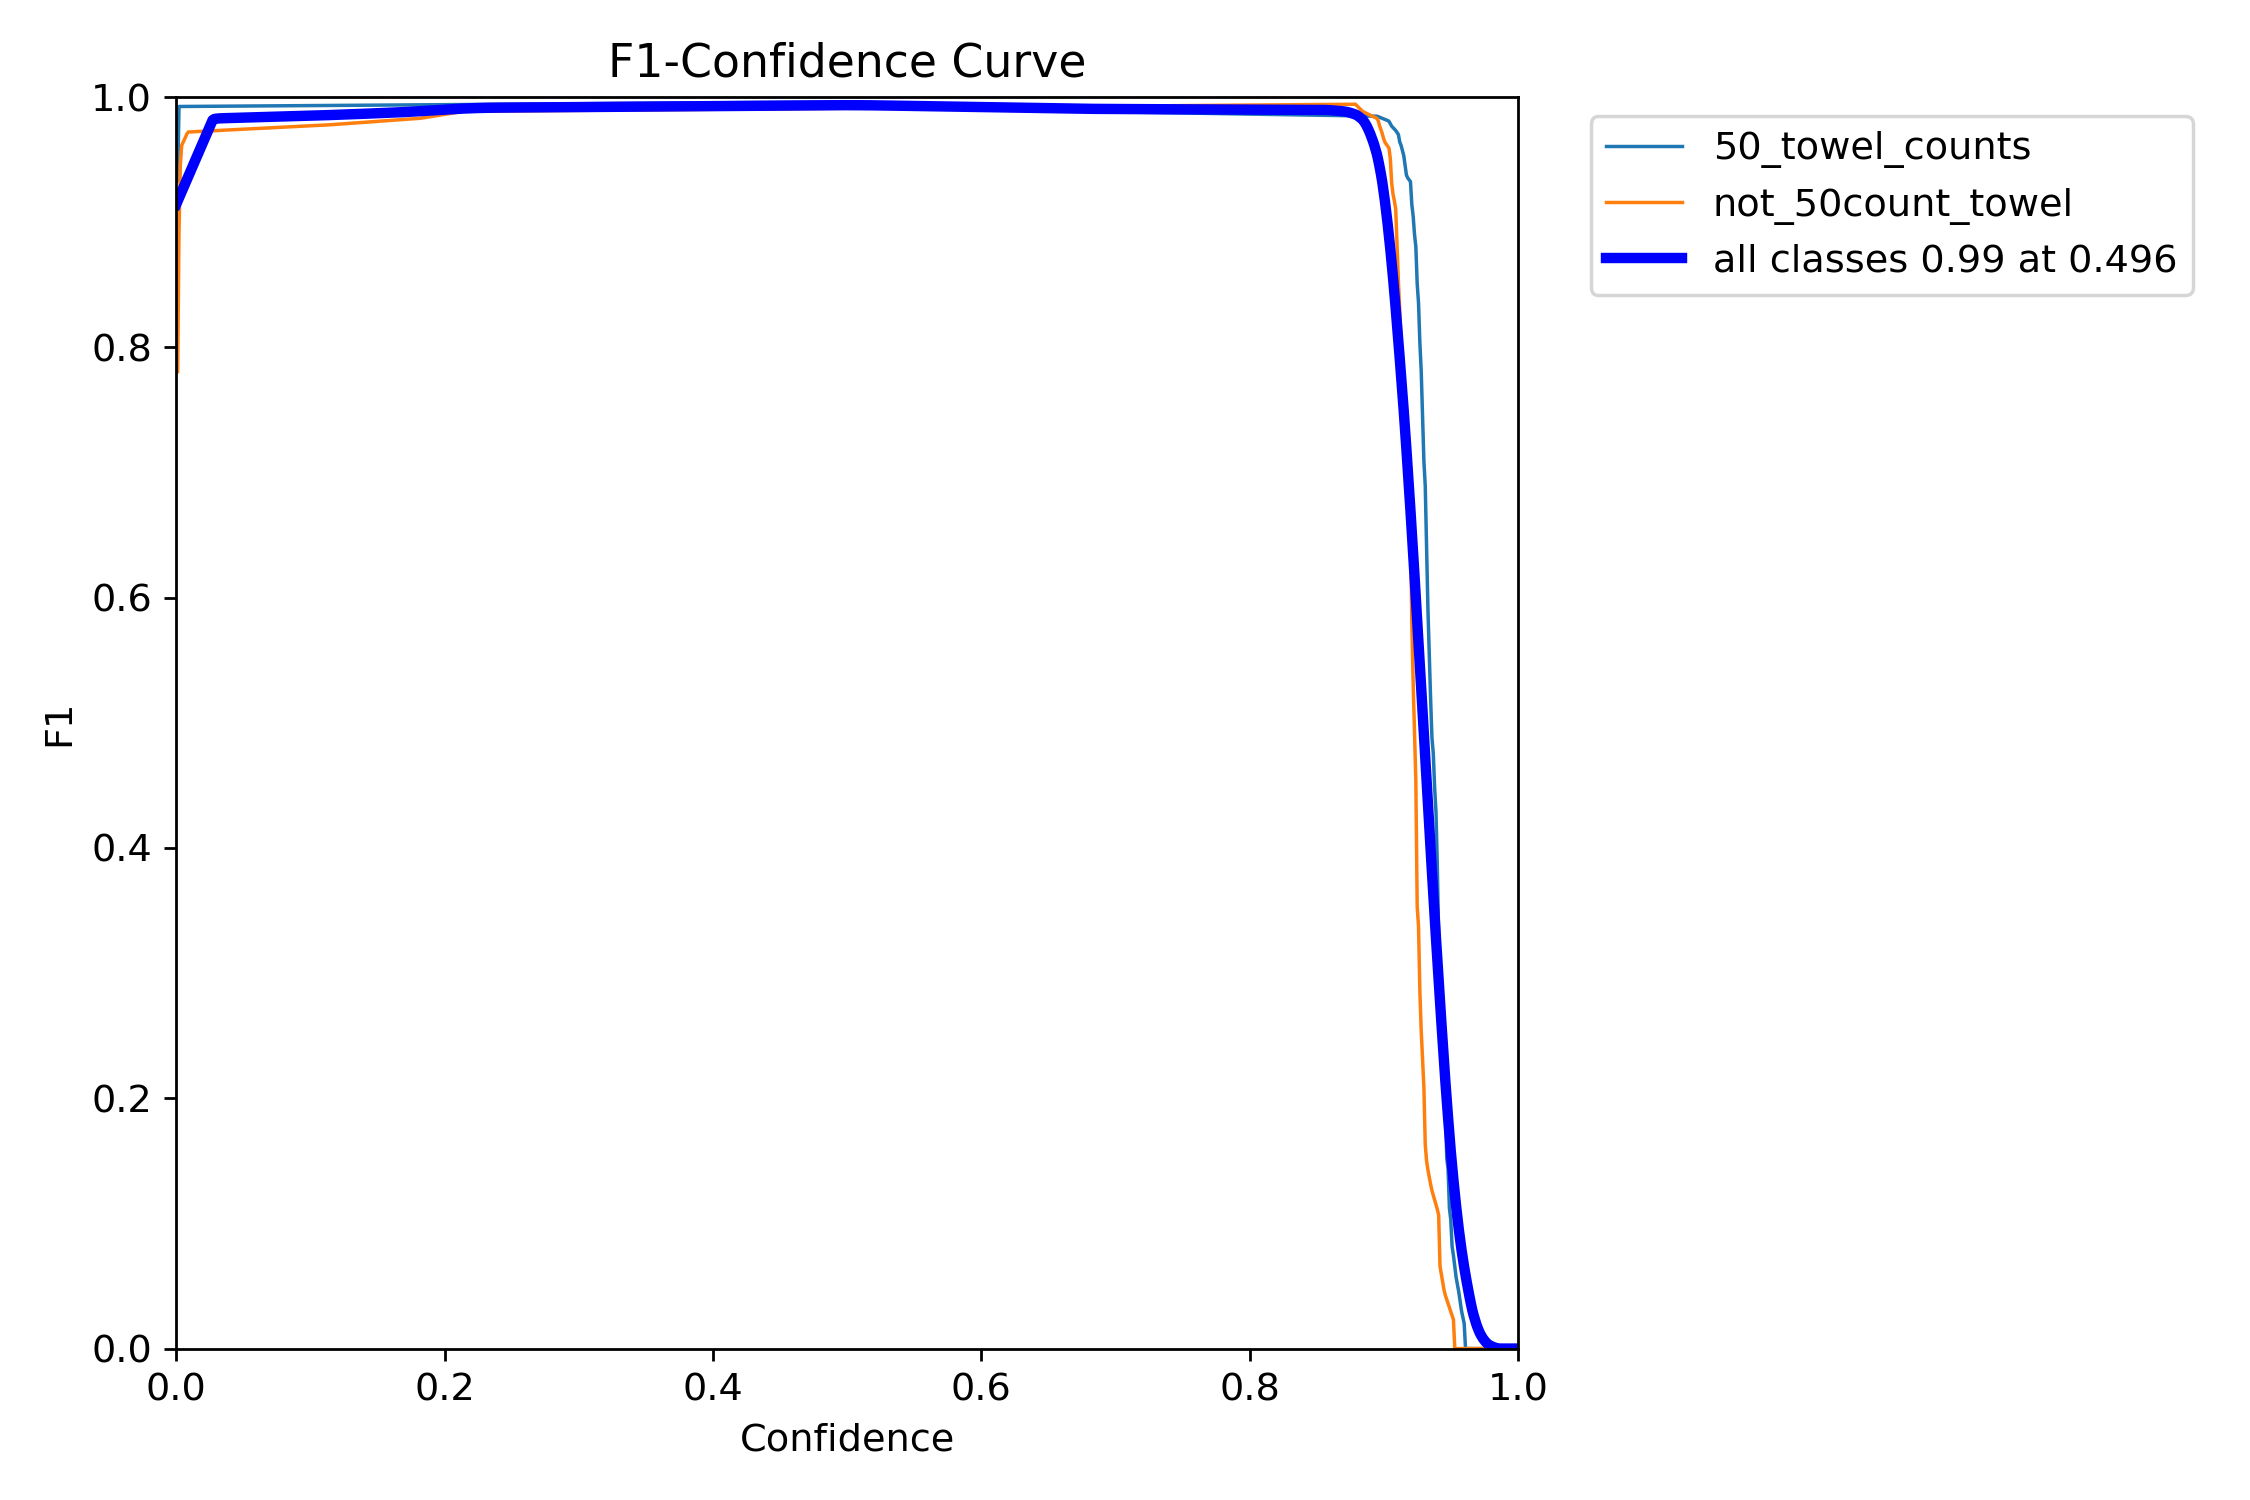 F1-Confidence Curve
1.0
0.8
0.6
0.4
0.2
0.0
F1
0.0 0.2 0.4 0.6 0.8 1.0
Confidence
50_towel_counts
not_50count_towel
all classes 0.99 at 0.496